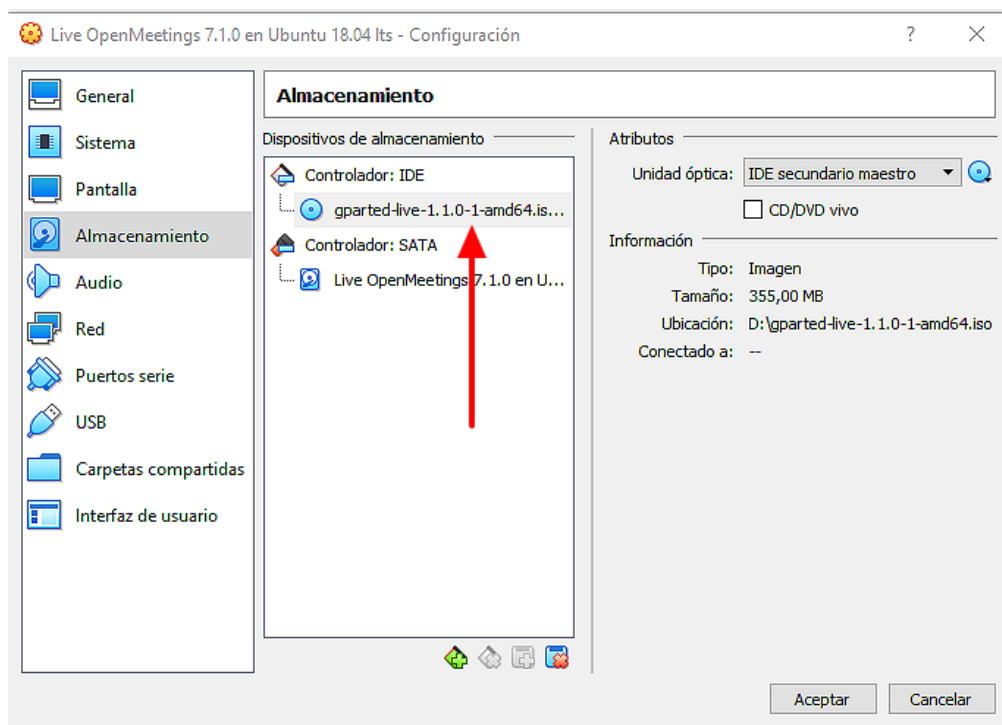 Live OpenMeetings 7.1.0 en Ubuntu 18.04 lts - Configuración
?
General
Sistema
Pantalla
Almacenamiento
Audio
Red
Puertos serie
USB
Carpetas compartidas
Interfaz de usuario
Almacenamiento
Dispositivos de almacenamiento
Controlador: IDE
gparted-live-1.1.0-1-amd64.is...
Controlador: SATA
Live OpenMeetings 7.1.0 en U...
Atributos
Unidad óptica: IDE secundario maestro
CD/DVD vivo
Información
Tipo: Imagen
Tamaño: 355,00 MB
Ubicación: D:\gparted-live-1.1.0-1-amd64.iso
Conectado a: --
Aceptar Cancelar